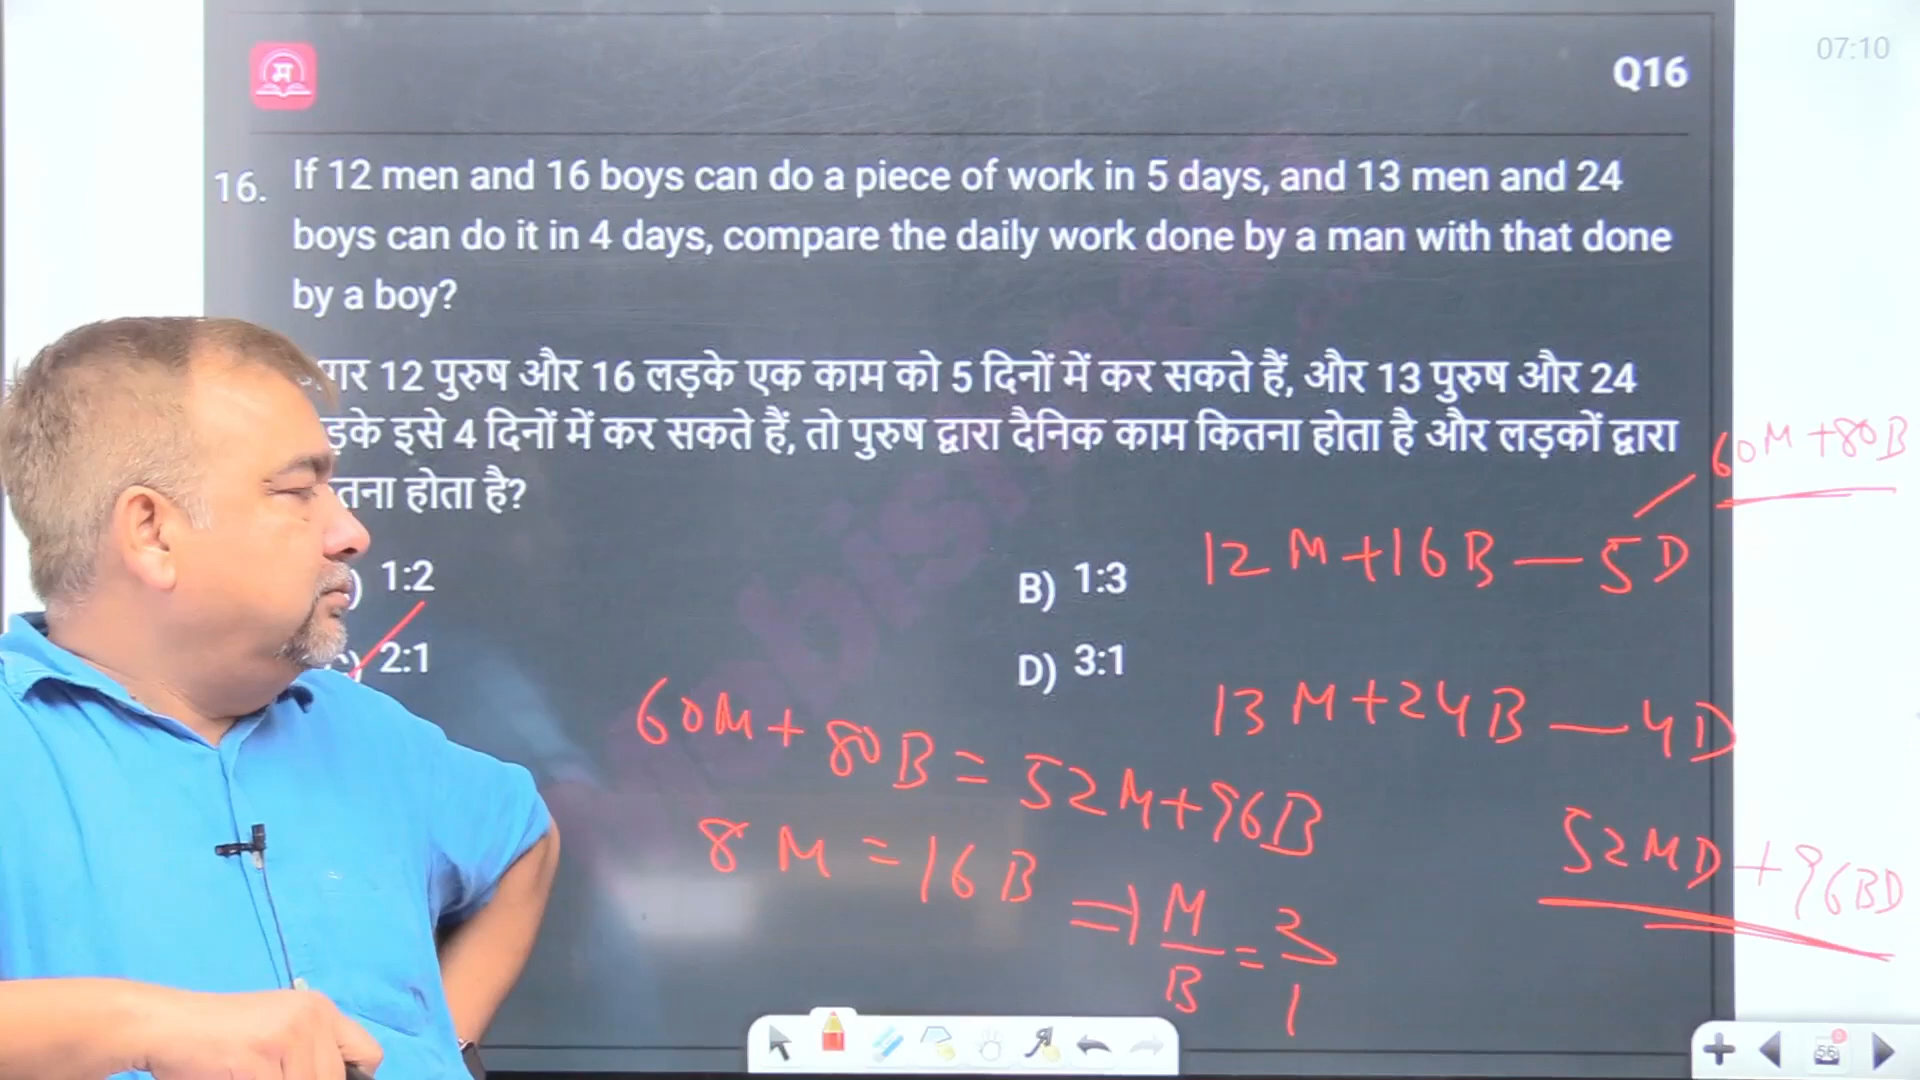 म
Q16
07:10
16. If 12 men and 16 boys can do a piece of work in 5 days, and 13 men and 24
boys can do it in 4 days, compare the daily work done by a man with that done
by a boy?
12 पुरुष और 16 लड़के एक काम को 5 दिनों में कर सकते हैं, और 13 पुरुष और 24
इसे 4 दिनों में कर सकते हैं, तो पुरुष द्वारा दैनिक काम कितना होता है और लड़कों द्वारा
होता है?
60M+80B
12M+16B—5D
1:2
B) 1:3
2:1
D) 3:1
13M+24B—4D
60M+80B=52M+96B
52MD+96BD
8M=16B ⇒ M/B=2/1
56